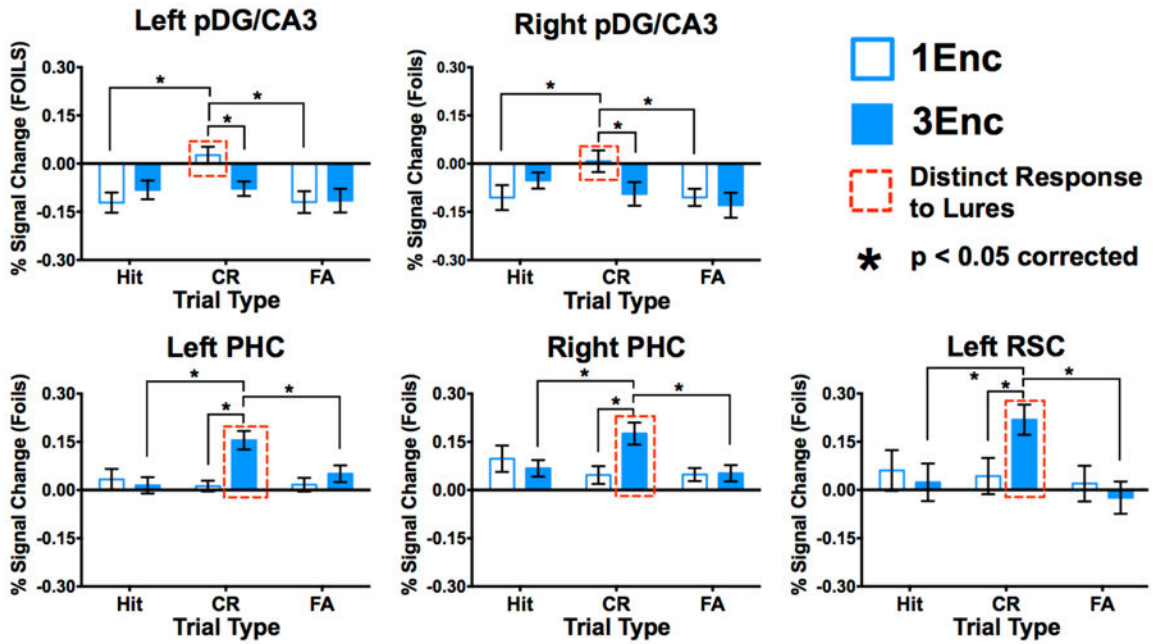 Left pDG/CA3
% Signal Change (FOILS)
0.30
0.15
0.00
-0.15
-0.30
*
*
*
Hit
CR
FA
Trial Type
Right pDG/CA3
% Signal Change (FOILS)
0.30
0.15
0.00
-0.15
-0.30
*
*
*
Hit
CR
FA
Trial Type
1Enc
3Enc
Distinct Response
to Lures
* p < 0.05 corrected
Left PHC
% Signal Change (Foils)
0.30
0.15
0.00
-0.15
-0.30
*
*
*
Hit
CR
FA
Trial Type
Right PHC
% Signal Change (Foils)
0.30
0.15
0.00
-0.15
-0.30
*
*
*
Hit
CR
FA
Trial Type
Left RSC
% Signal Change (Foils)
0.30
0.15
0.00
-0.15
-0.30
*
*
*
*
Hit
CR
FA
Trial Type